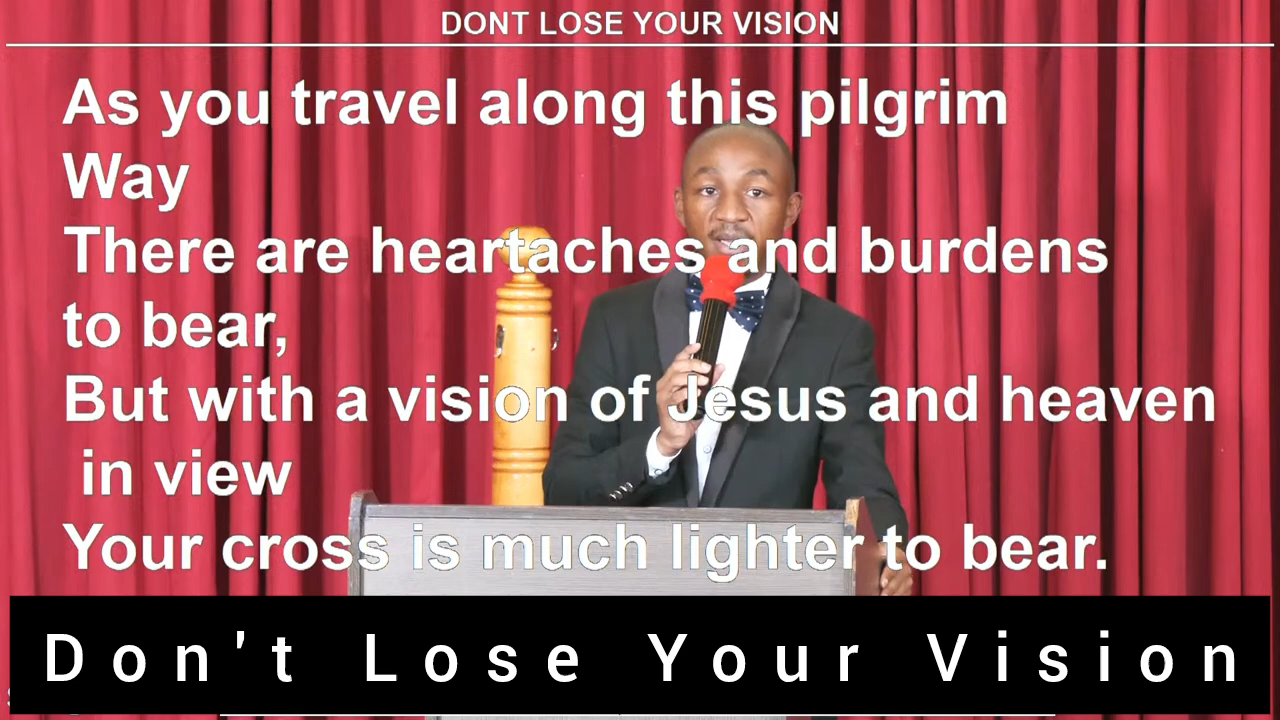 DONT LOSE YOUR VISION
As you travel along this pilgrim
Way
There are heartaches and burdens
to bear,
But with a vision of Jesus and heaven
in view
Your cross is much lighter to bear.
Don't Lose Your Vision